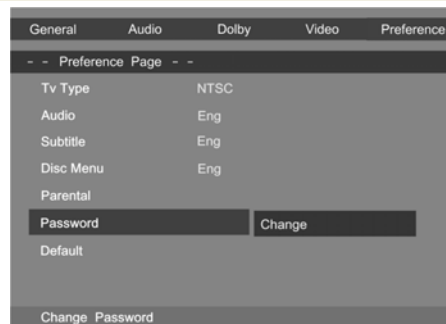 General Audio Dolby Video Preference
- - Preference Page - -
Tv Type NTSC
Audio Eng
Subtitle Eng
Disc Menu Eng
Parental
Password Change
Default
Change Password